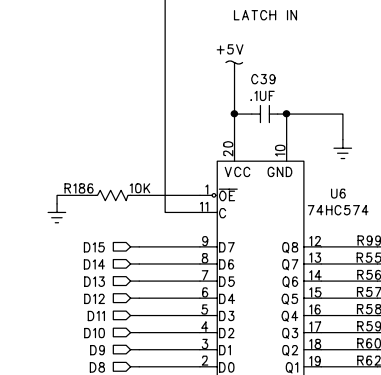 LATCH IN
+5V
C39
.1UF
20
10
VCC GND
R186 10K 1 OE
U6
11 C
74HC574
D15 9 D7 Q8 12 R99
D14 8 D6 Q7 13 R55
D13 7 D5 Q6 14 R56
D12 6 D4 Q5 15 R57
D11 5 D3 Q4 16 R58
D10 4 D2 Q3 17 R59
D9 3 D1 Q2 18 R60
D8 2 D0 Q1 19 R62